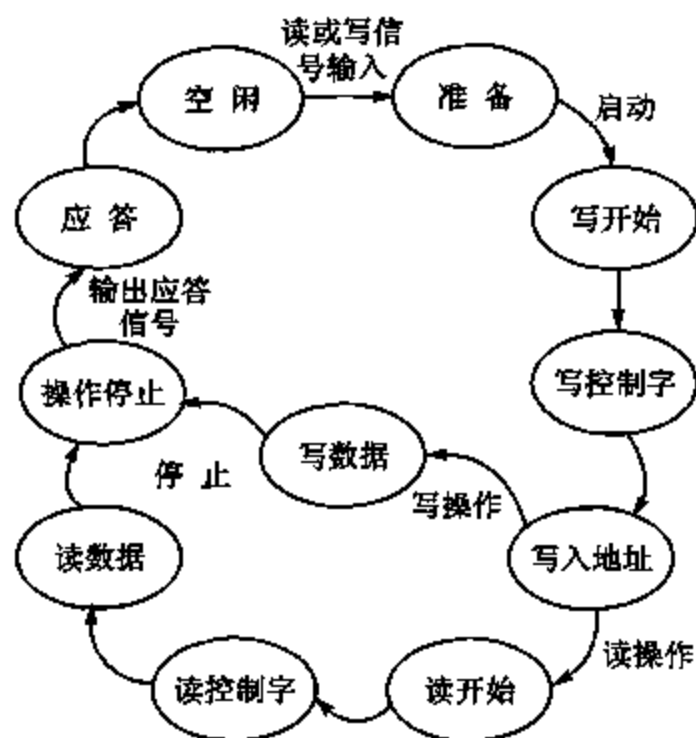 读或写信
号输入
空 闲
准 备
启动
应 答
写开始
输出应答
信号
操作停止
写控制字
写数据
停 止
写操作
读数据
写入地址
读操作
读控制字
读开始